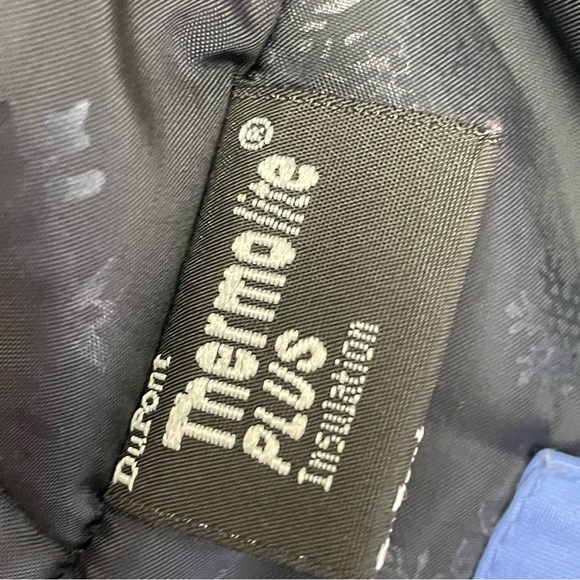 DuPont
Thermolite®
PLUS
Insulation